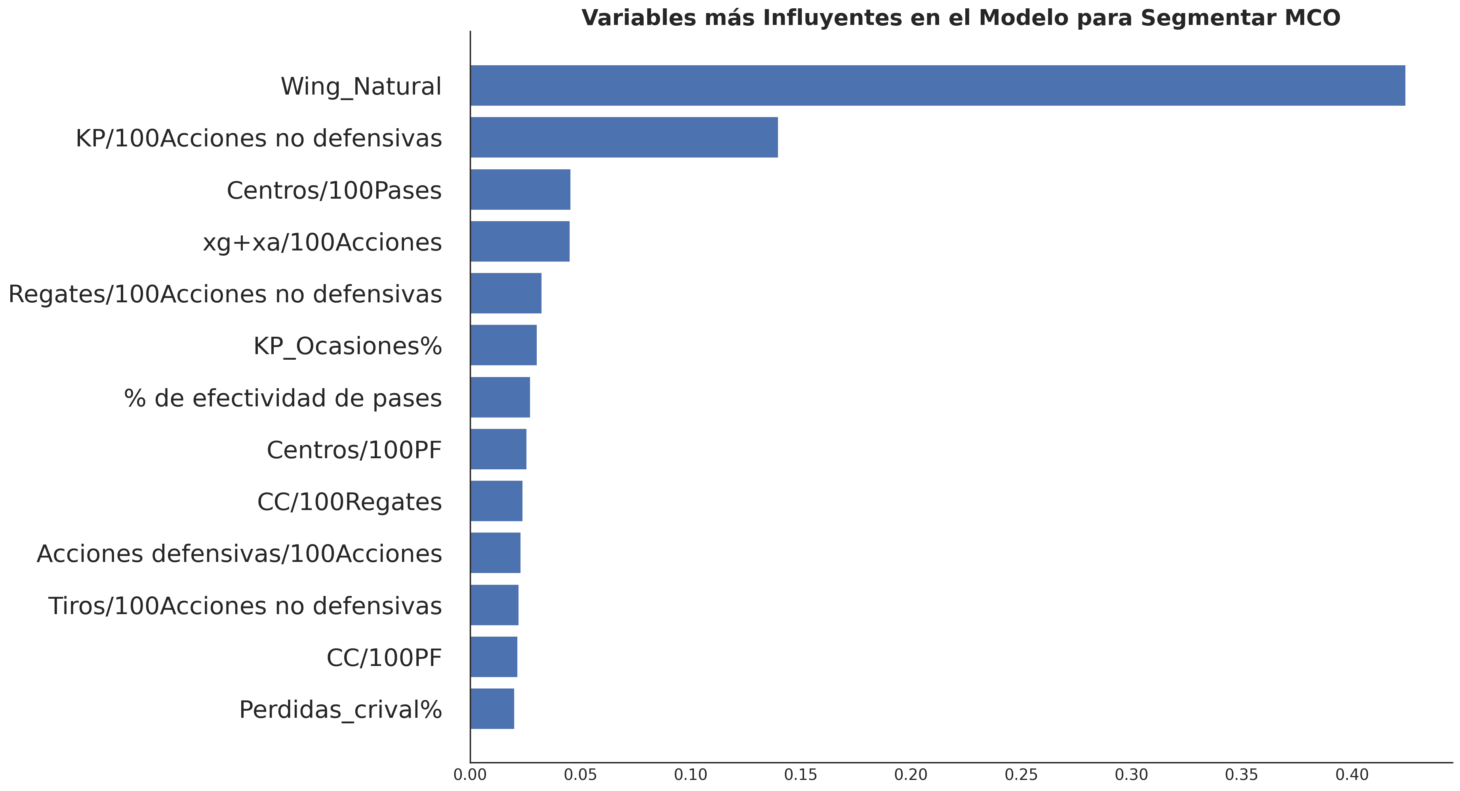 Variables más Influyentes en el Modelo para Segmentar MCO
Wing_Natural
KP/100Acciones no defensivas
Centros/100Pases
xg+xa/100Acciones
Regates/100Acciones no defensivas
KP_Ocasiones%
% de efectividad de pases
Centros/100PF
CC/100Regates
Acciones defensivas/100Acciones
Tiros/100Acciones no defensivas
CC/100PF
Perdidas_crival%
0.00 0.05 0.10 0.15 0.20 0.25 0.30 0.35 0.40